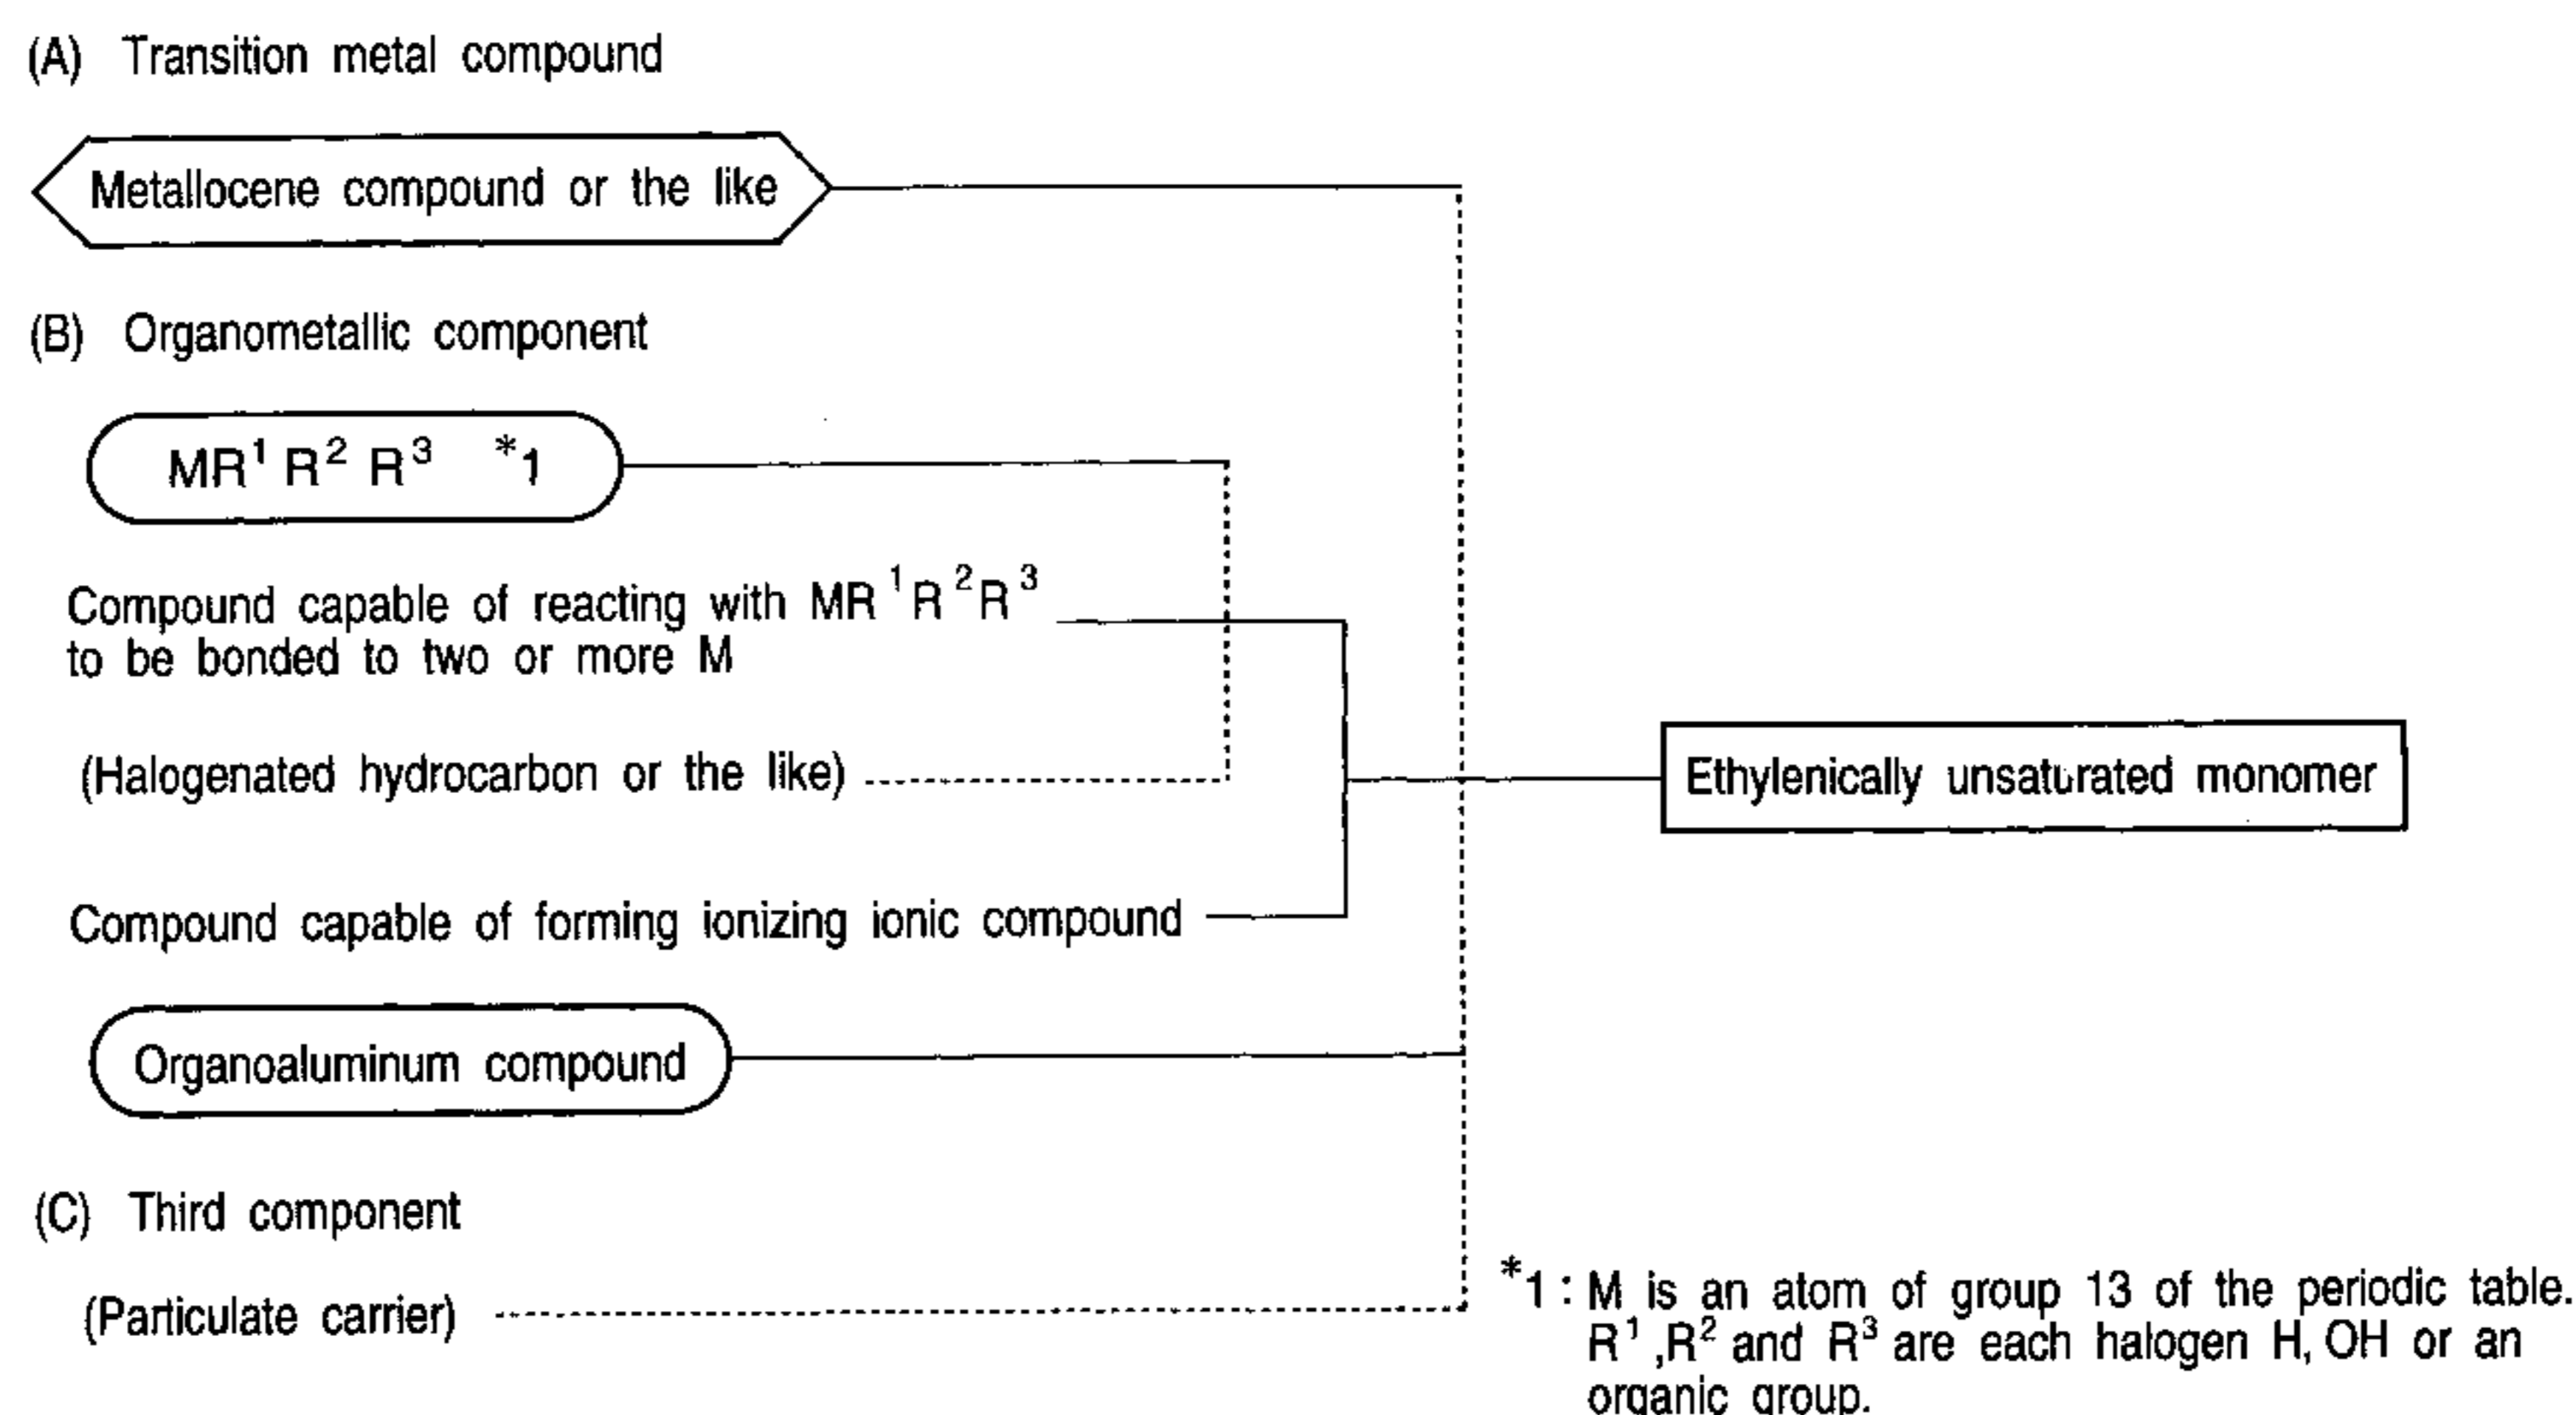 (A) Transition metal compound
Metallocene compound or the like
(B) Organometallic component
MR¹ R² R³ *1
Compound capable of reacting with MR¹R²R³
to be bonded to two or more M
(Halogenated hydrocarbon or the like)
Ethylenically unsaturated monomer
Compound capable of forming ionizing ionic compound
Organoaluminum compound
(C) Third component
(Particulate carrier)
*1 : M is an atom of group 13 of the periodic table.
R¹ ,R² and R³ are each halogen H, OH or an
organic group.